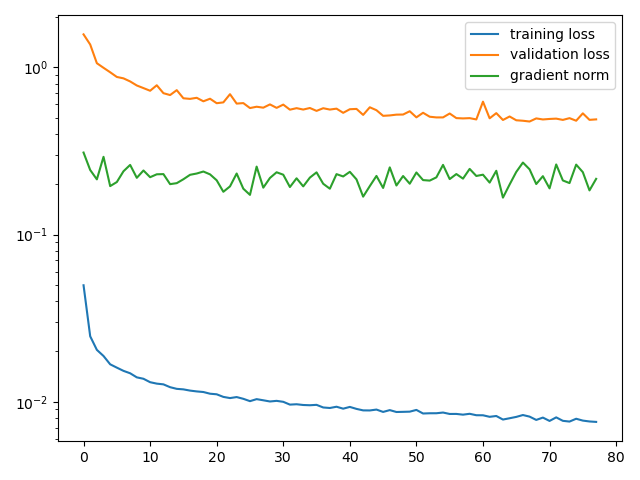 training loss
validation loss
gradient norm
10⁰
10⁻¹
10⁻²
0 10 20 30 40 50 60 70 80